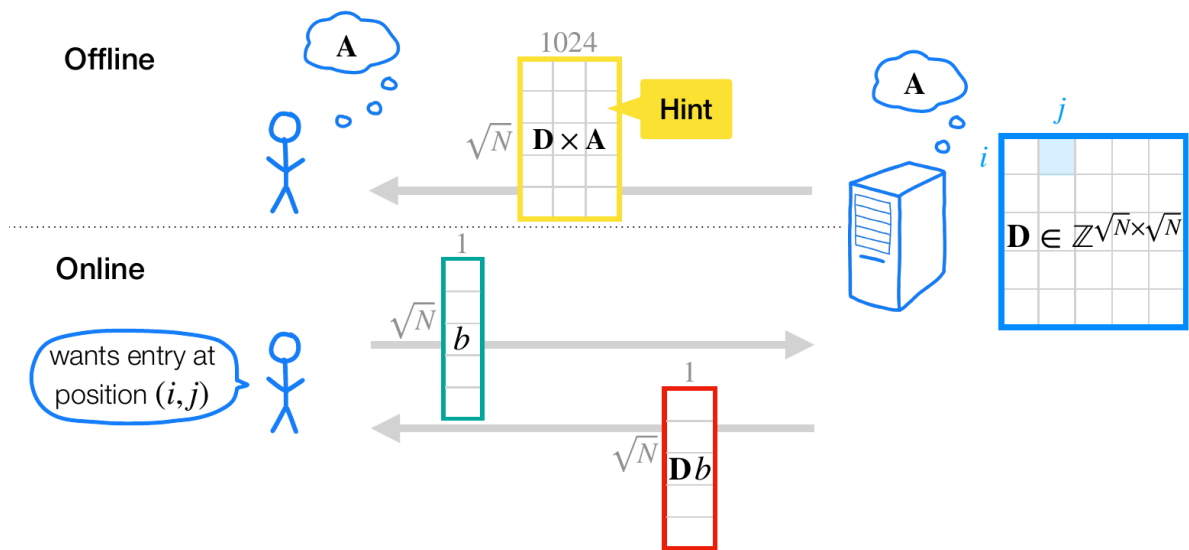 Offline
A
1024
Hint
√N
D × A
A
j
i
D ∈ ℤ^{√N×√N}
Online
1
√N
b
wants entry at
position (i, j)
1
√N
Db